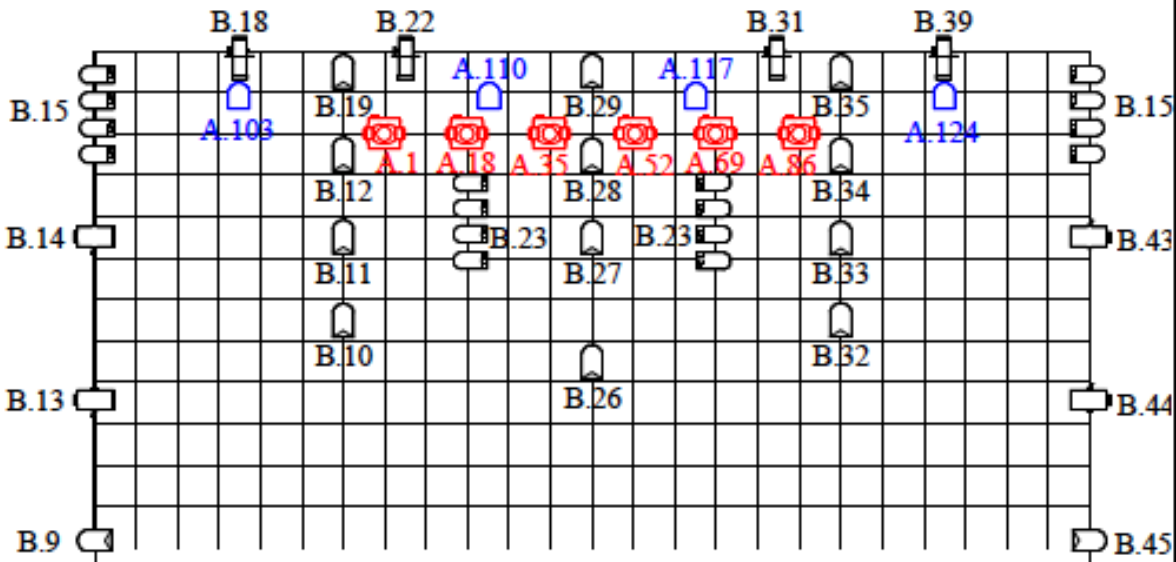 B.18 B.22 B.31 B.39
A.110 A.117
B.15 B.19 B.29 B.35 B.15
A.103 A.124
A.1 A.18 A.35 A.52 A.69 A.86
B.12 B.28 B.34
B.14 B.23 B.23 B.43
B.11 B.27 B.33
B.10 B.32
B.13 B.26 B.44
B.9 B.45